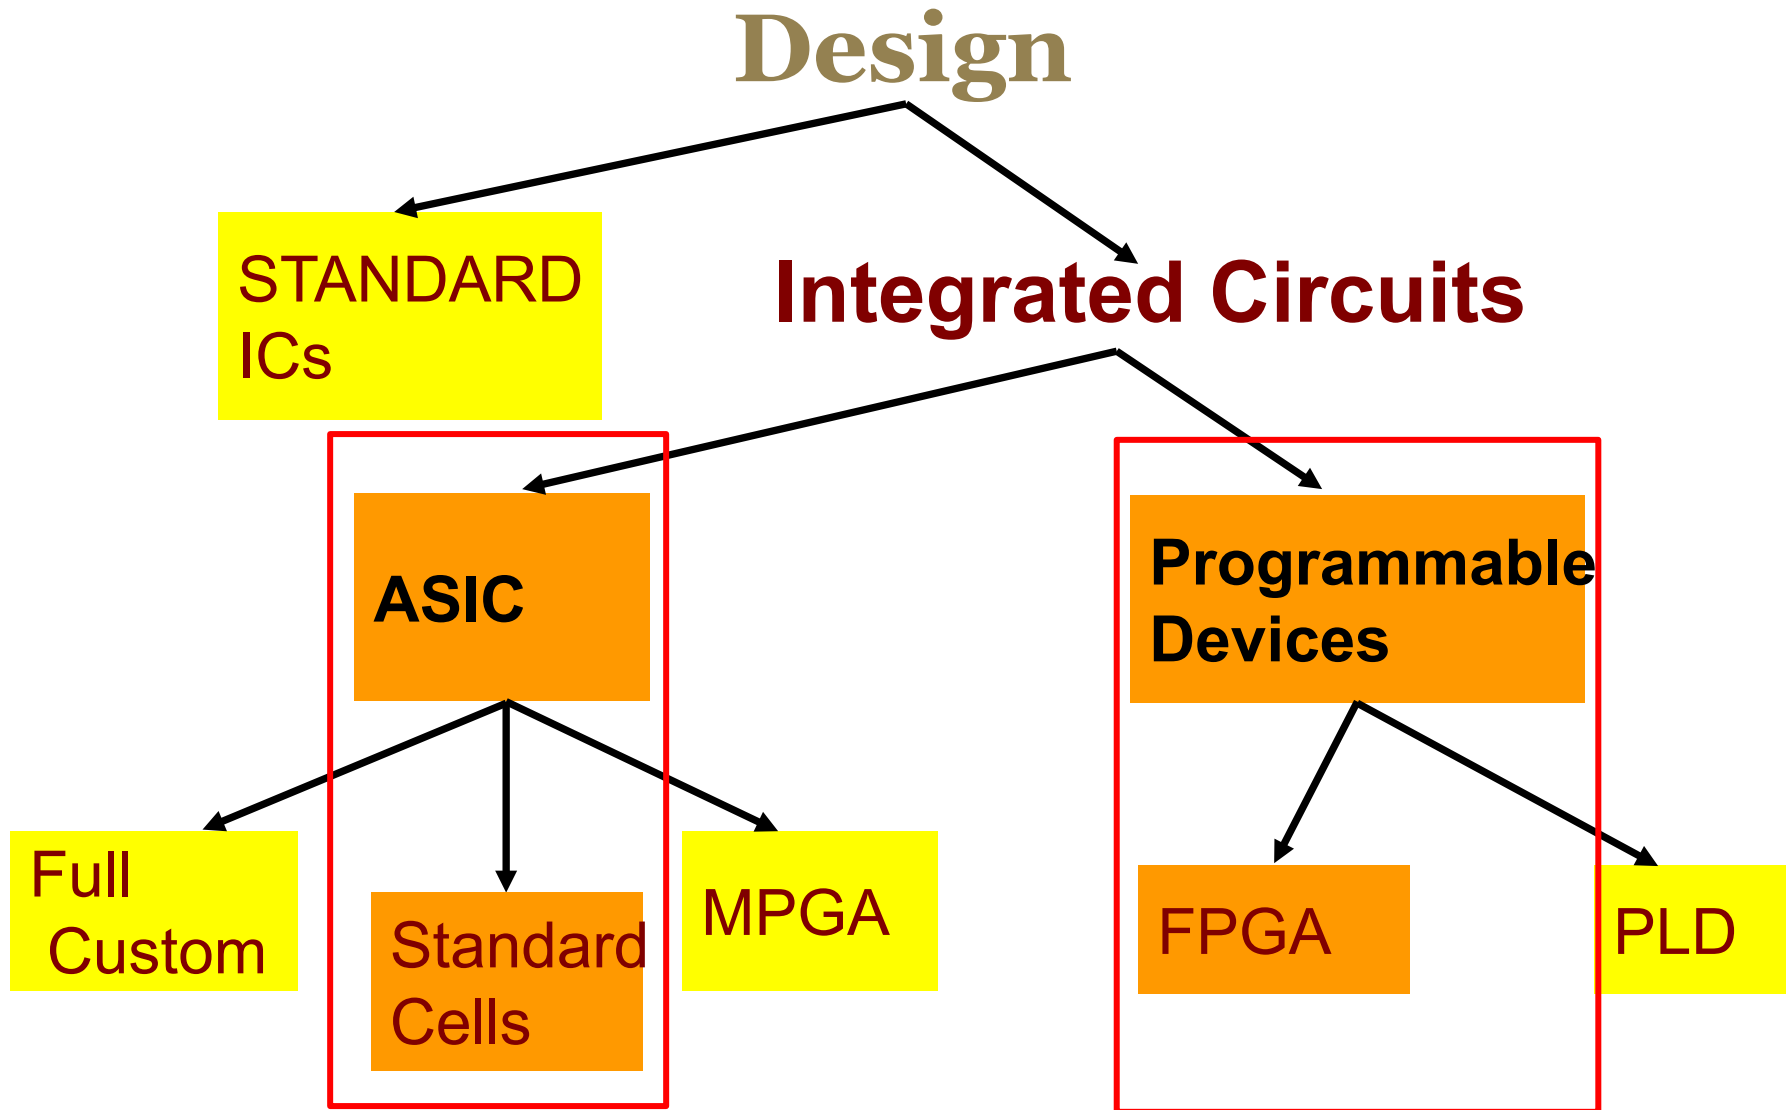 Design
STANDARD
ICs
Integrated Circuits
ASIC
Programmable
Devices
Full
Custom
Standard
Cells
MPGA
FPGA
PLD